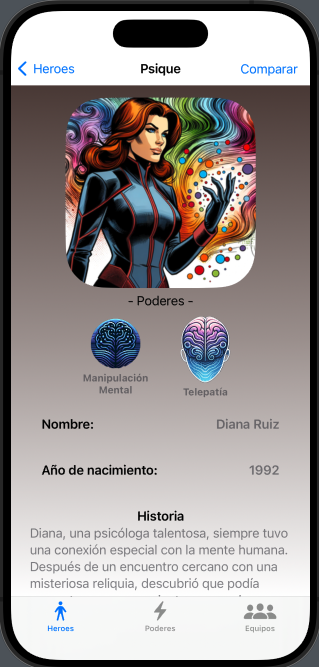 Heroes
Psique
Comparar
- Poderes -
Manipulación
Mental
Telepatía
Nombre:
Diana Ruiz
Año de nacimiento:
1992
Historia
Diana, una psicóloga talentosa, siempre tuvo
una conexión especial con la mente humana.
Después de un encuentro cercano con una
misteriosa reliquia, descubrió que podía
Heroes
Poderes
Equipos